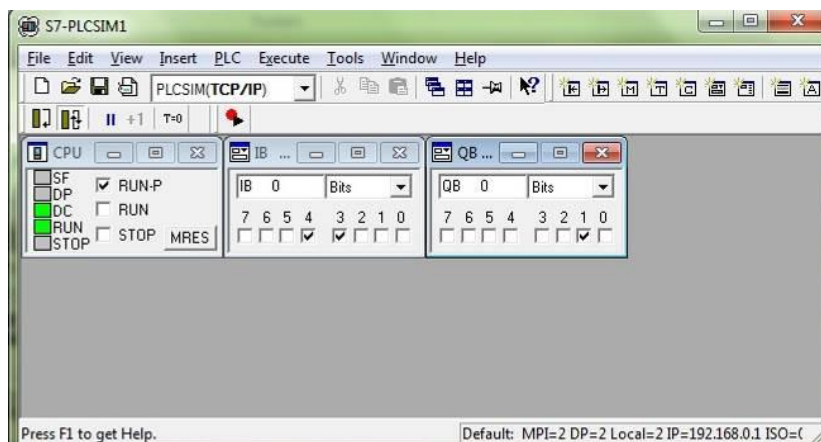 S7-PLCSIM1
File Edit View Insert PLC Execute Tools Window Help
PLCSIM(TCP/IP)
+1 T=0
CPU
SF
DP
DC
RUN
STOP
RUN-P
RUN
STOP MRES
IB ...
IB 0 Bits
7 6 5 4 3 2 1 0
QB ...
QB 0 Bits
7 6 5 4 3 2 1 0
Press F1 to get Help.
Default: MPI=2 DP=2 Local=2 IP=192.168.0.1 ISO=(